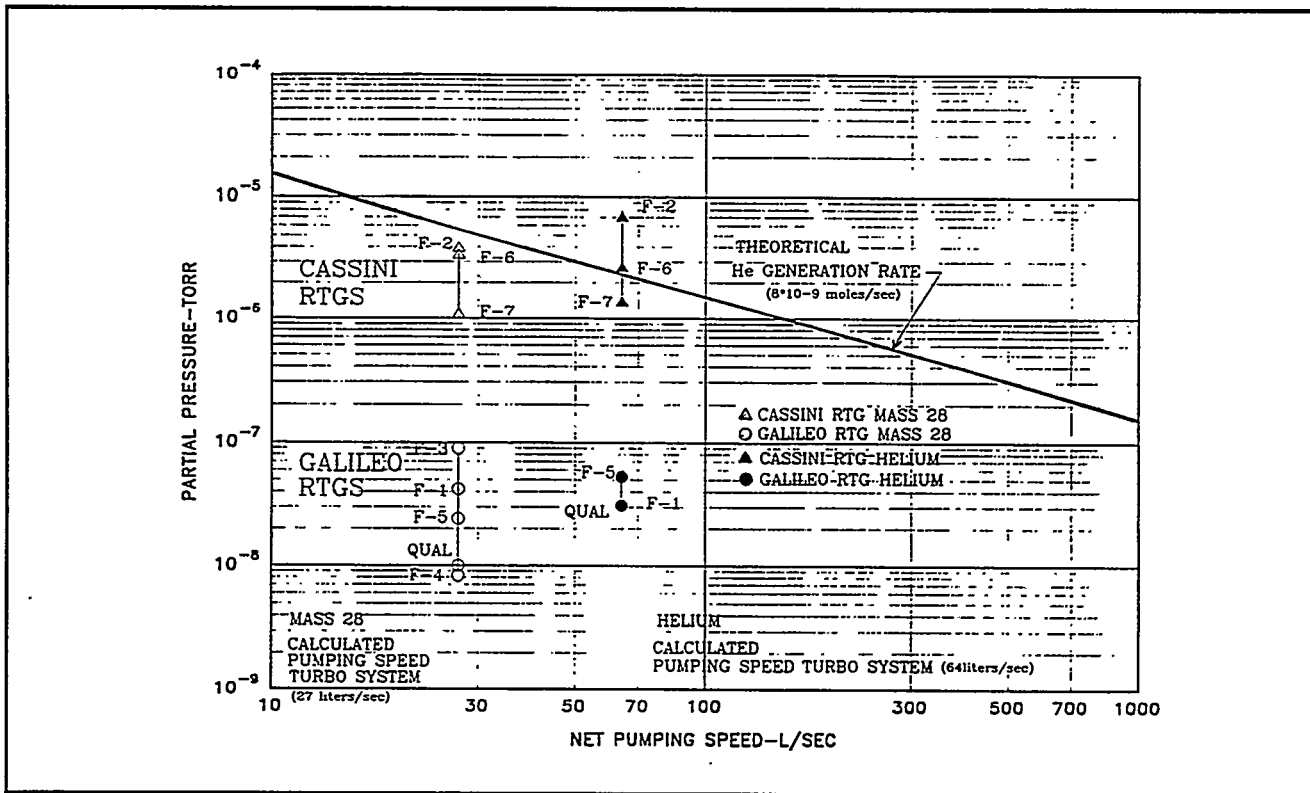 PARTIAL PRESSURE-TORR
10-4
10-5
10-6
10-7
10-8
10-9
F-2
F-6
F-7
CASSINI
RTGS
F-2
F-6
F-7
THEORETICAL
He GENERATION RATE
(8*10-9 moles/sec)
CASSINI RTG MASS 28
GALILEO RTG MASS 28
CASSINI-RTG-HELIUM
GALILEO-RTG-HELIUM
GALILEO
RTGS
F-3
F-1
F-5
QUAL
F-4
F-5
QUAL
F-1
MASS 28
CALCULATED
PUMPING SPEED
TURBO SYSTEM
(27 liters/sec)
HELIUM
CALCULATED
PUMPING SPEED TURBO SYSTEM (64liters/sec)
10 30 50 70 100 300 500 700 1000
NET PUMPING SPEED-L/SEC